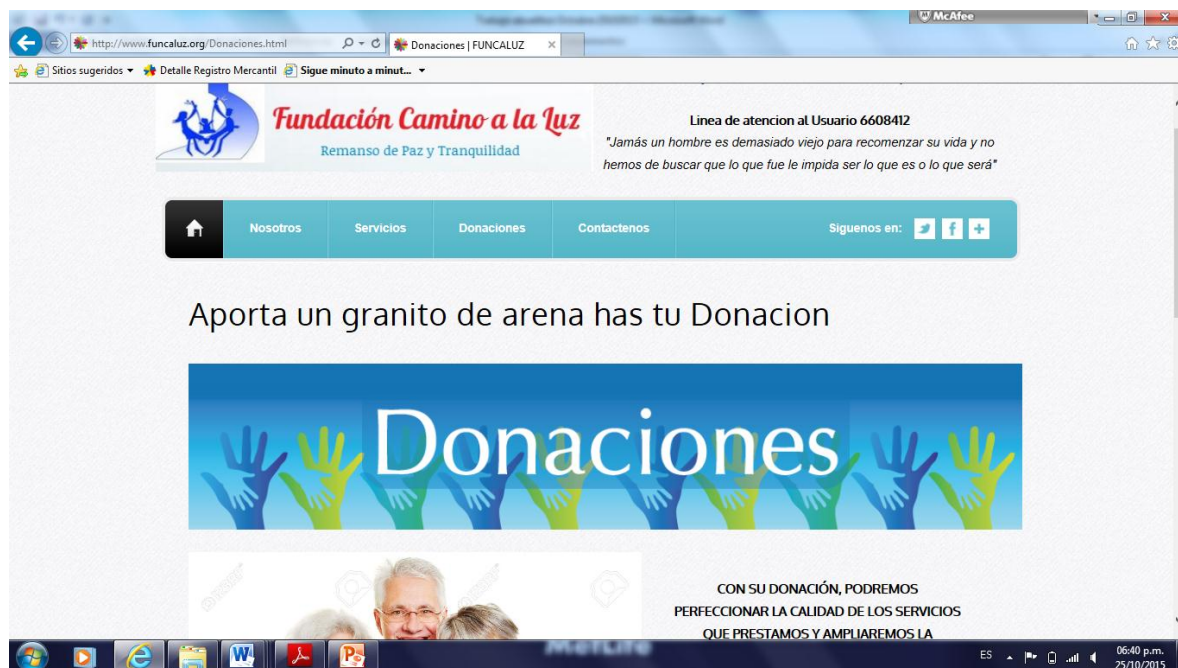 McAfee
http://www.funcaluz.org/Donaciones.html
Donaciones | FUNCALUZ
Sitios sugeridos
Detalle Registro Mercantil
Sigue minuto a minut...
Fundación Camino a la Luz
Remanso de Paz y Tranquilidad
Linea de atencion al Usuario 6608412
"Jamás un hombre es demasiado viejo para recomenzar su vida y no
hemos de buscar que lo que fue le impida ser lo que es o lo que será"
Nosotros
Servicios
Donaciones
Contactenos
Siguenos en:
Aporta un granito de arena has tu Donacion
Donaciones
CON SU DONACIÓN, PODREMOS
PERFECCIONAR LA CALIDAD DE LOS SERVICIOS
QUE PRESTAMOS Y AMPLIAREMOS LA
MetLife
ES
06:40 p.m.
25/10/2015